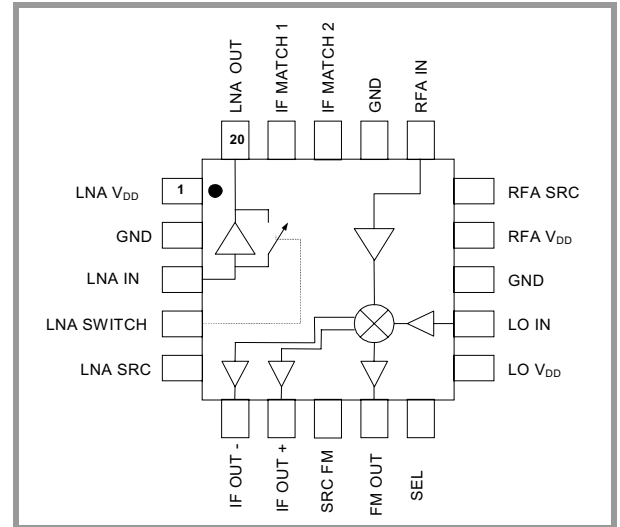 LNA OUT
IF MATCH 1
IF MATCH 2
GND
RFA IN
20
1
LNA VDD
GND
LNA IN
LNA SWITCH
LNA SRC
RFA SRC
RFA VDD
GND
LO IN
LO VDD
IF OUT -
IF OUT +
SRC FM
FM OUT
SEL